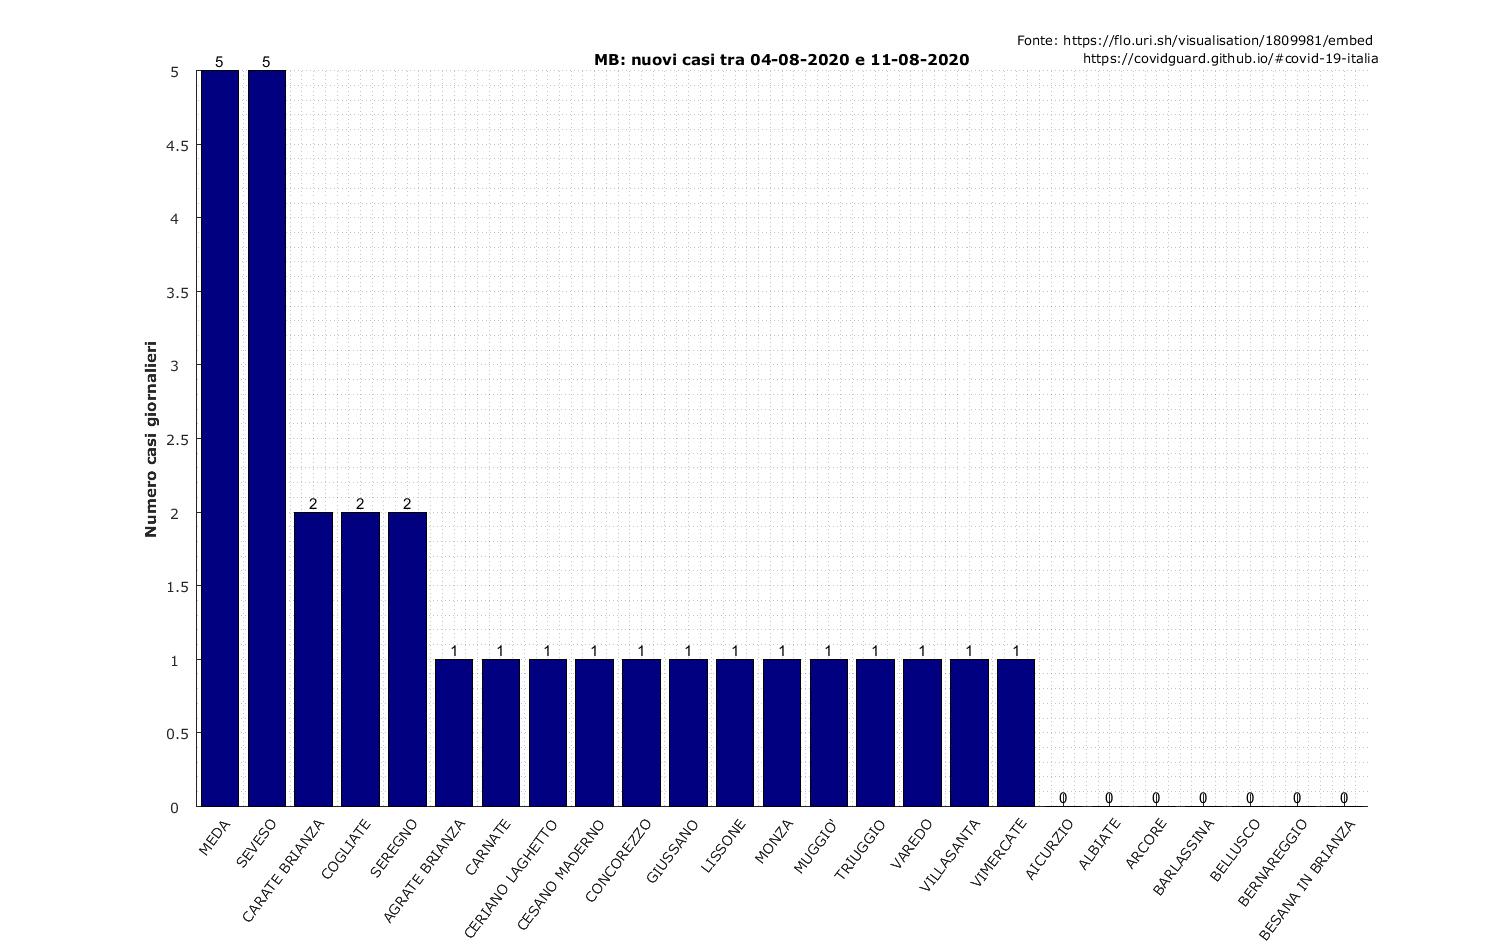 Fonte: https://flo.uri.sh/visualisation/1809981/embed
https://covidguard.github.io/#covid-19-italia
MB: nuovi casi tra 04-08-2020 e 11-08-2020
Numero casi giornalieri
5
4.5
4
3.5
3
2.5
2
1.5
1
0.5
0
5 5 2 2 2 1 1 1 1 1 1 1 1 1 1 1 1 1 0 0 0 0 0 0 0
MEDA
SEVESO
CARATE BRIANZA
COGLIATE
SEREGNO
AGRATE BRIANZA
CARNATE
CERIANO LAGHETTO
CESANO MADERNO
CONCOREZZO
GIUSSANO
LISSONE
MONZA
MUGGIO'
TRIUGGIO
VAREDO
VILLASANTA
VIMERCATE
AICURZIO
ALBIATE
ARCORE
BARLASSINA
BELLUSCO
BERNAREGGIO
BESANA IN BRIANZA